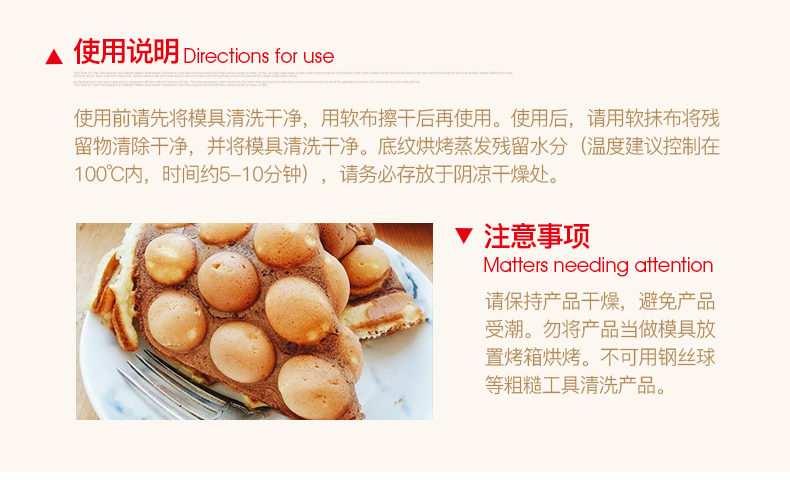 使用说明 Directions for use
使用前请先将模具清洗干净，用软布擦干后再使用。使用后，请用软抹布将残
留物清除干净，并将模具清洗干净。底纹烘烤蒸发残留水分（温度建议控制在
100℃内，时间约5-10分钟），请务必存放于阴凉干燥处。
注意事项
Matters needing attention
请保持产品干燥，避免产品
受潮。勿将产品当做模具放
置烤箱烘烤。不可用钢丝球
等粗糙工具清洗产品。